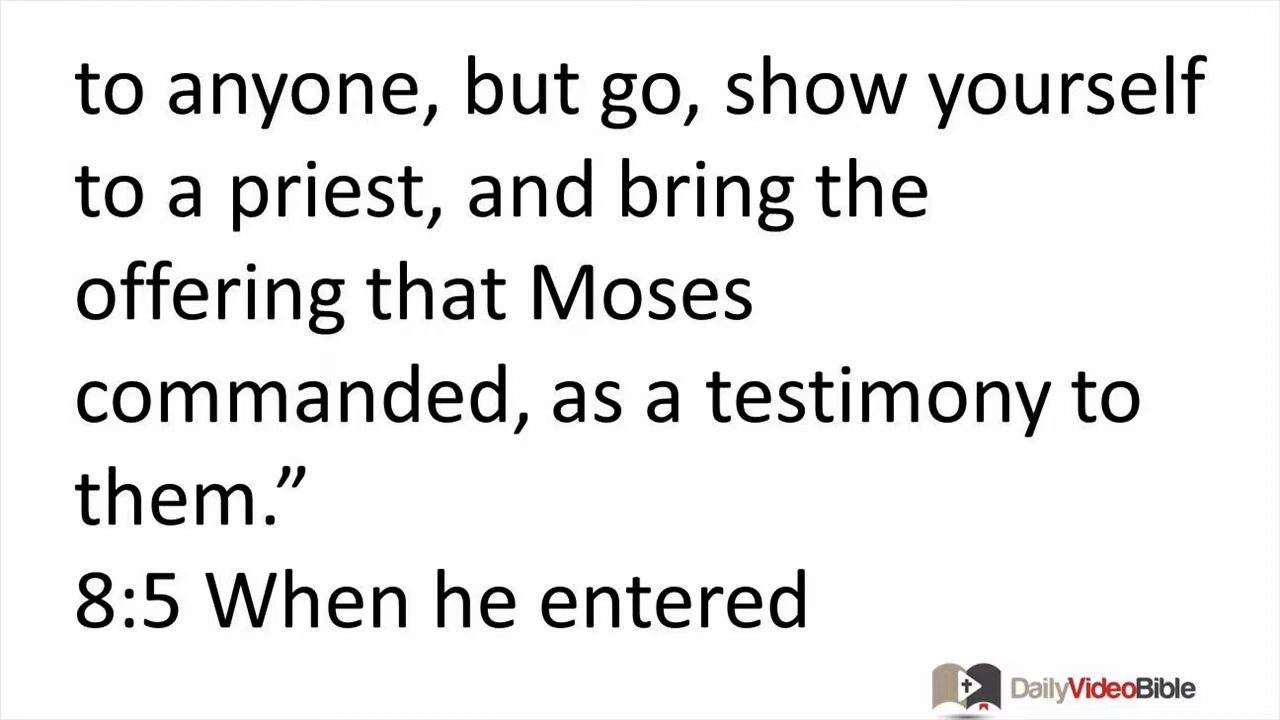 to anyone, but go, show yourself
to a priest, and bring the
offering that Moses
commanded, as a testimony to
them.”
8:5 When he entered
DailyVideoBible